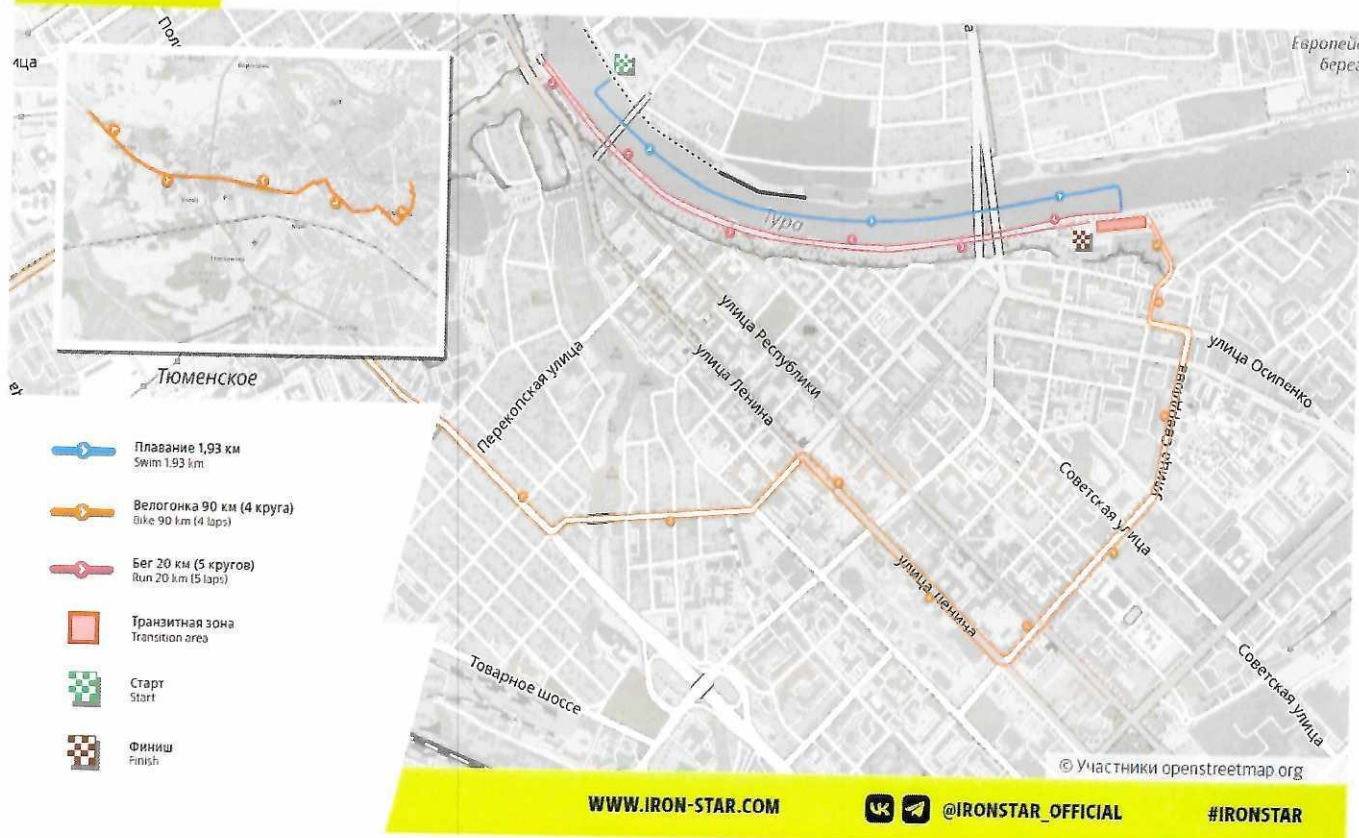 Европей
берег
Тура
улица Республики
улица Ленина
Перекопская улица
улица Осипенко
улица Свердлова
Советская улица
улица Ленина
Советская улица
Товарное шоссе
Тюменское
Плавание 1,93 км
Swim 1.93 km
Велогонка 90 км (4 круга)
Bike 90 km (4 laps)
Бег 20 км (5 кругов)
Run 20 km (5 laps)
Транзитная зона
Transition area
Старт
Start
Финиш
Finish
© Участники openstreetmap org
WWW.IRON-STAR.COM
@IRONSTAR_OFFICIAL
#IRONSTAR